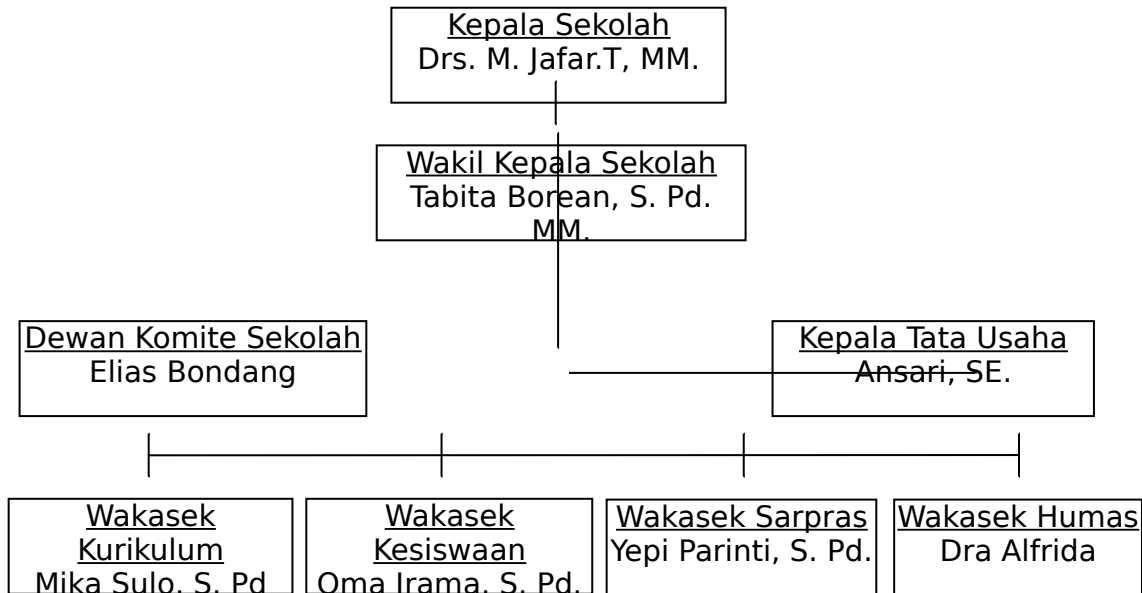 Kepala Sekolah
Drs. M. Jafar.T, MM.
Wakil Kepala Sekolah
Tabita Borean, S. Pd.
MM.
Dewan Komite Sekolah
Elias Bondang
Kepala Tata Usaha
Ansari, SE.
Wakasek
Kurikulum
Mika Sulo, S. Pd
Wakasek
Kesiswaan
Oma Irama, S. Pd.
Wakasek Sarpras
Yepi Parinti, S. Pd.
Wakasek Humas
Dra Alfrida